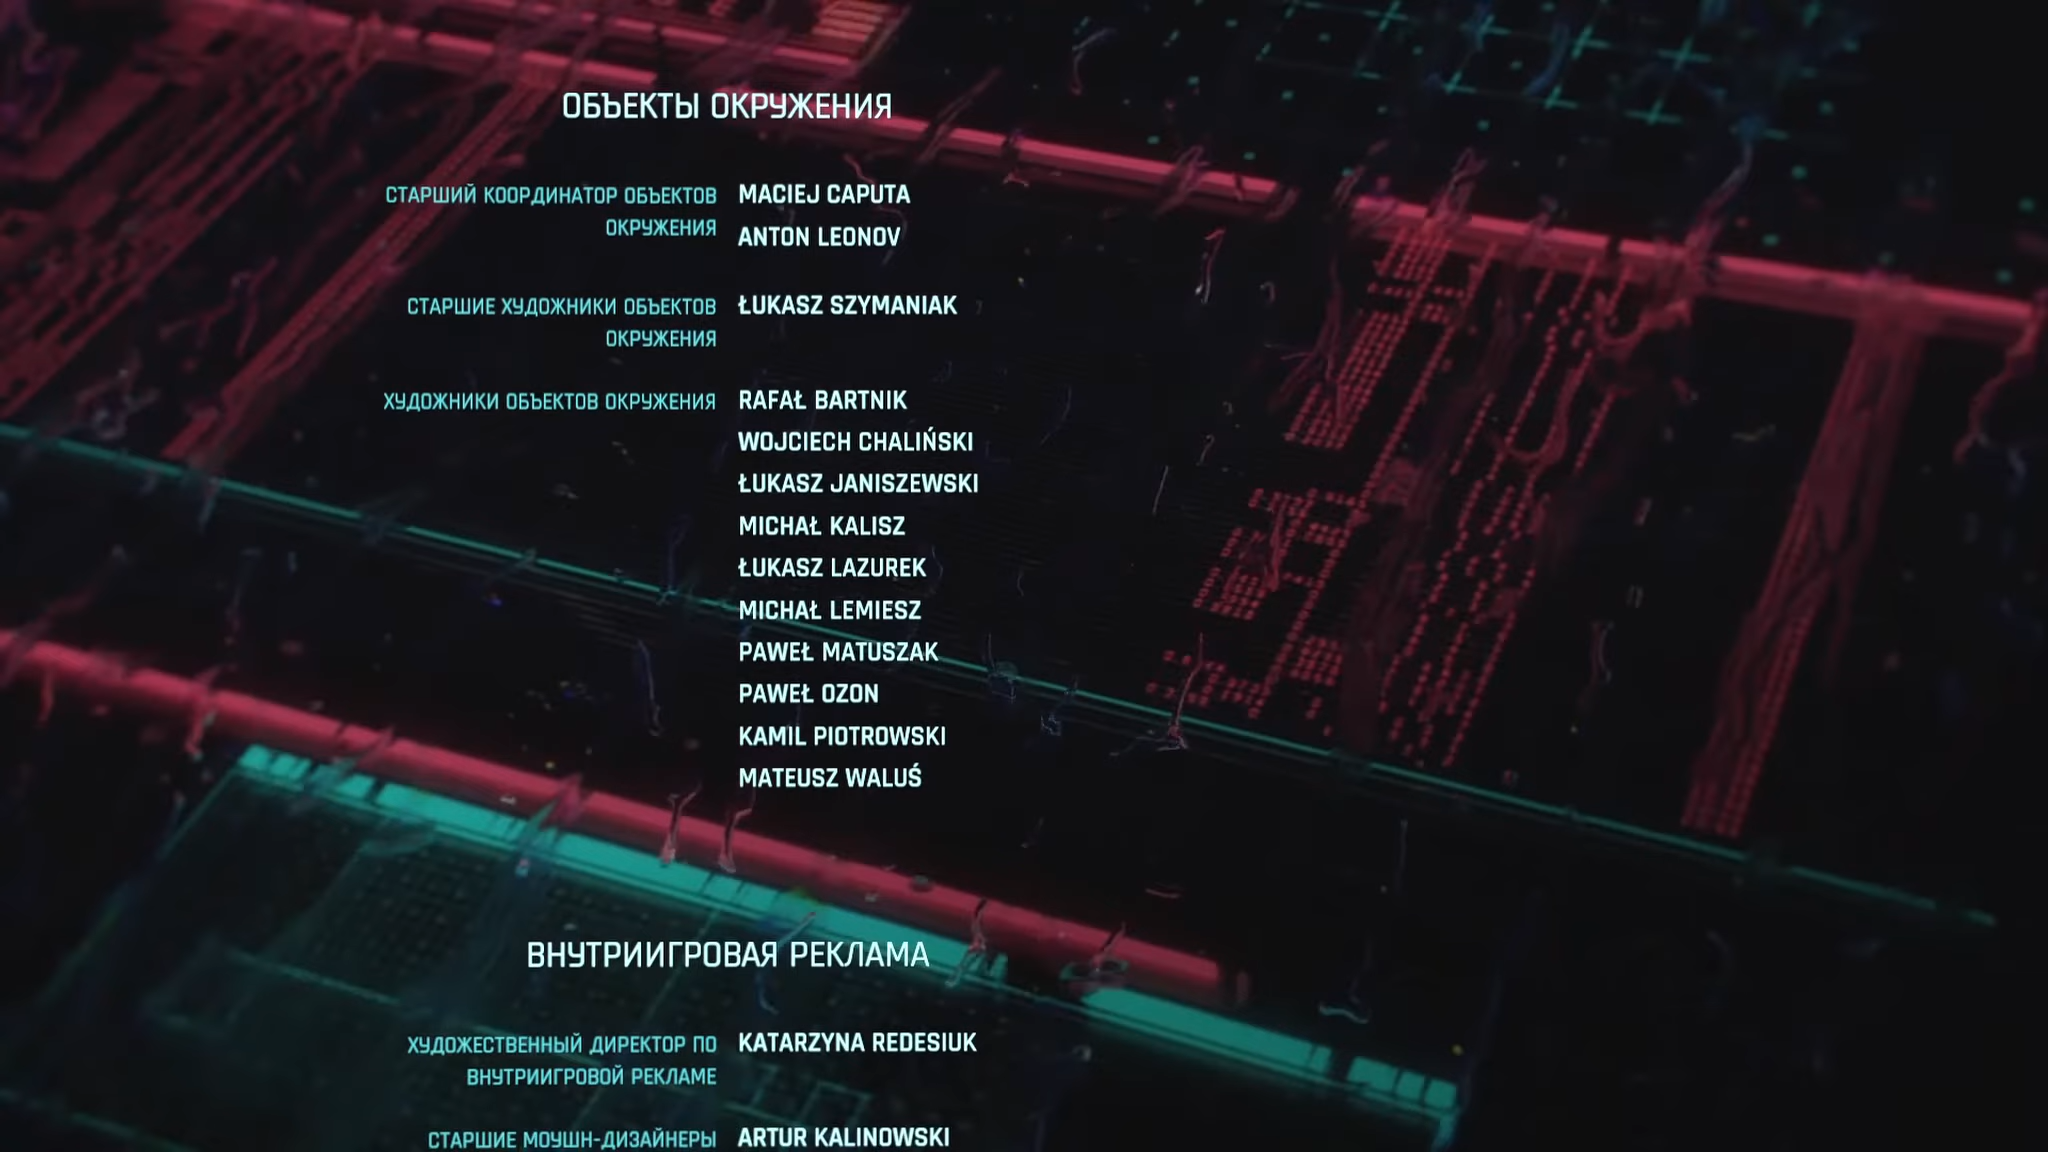 ОБЪЕКТЫ ОКРУЖЕНИЯ
СТАРШИЙ КООРДИНАТОР ОБЪЕКТОВ
ОКРУЖЕНИЯ
MACIEJ CAPUTA
ANTON LEONOV
СТАРШИЕ ХУДОЖНИКИ ОБЪЕКТОВ
ОКРУЖЕНИЯ
ŁUKASZ SZYMANIAK
ХУДОЖНИКИ ОБЪЕКТОВ ОКРУЖЕНИЯ
RAFAŁ BARTNIK
WOJCIECH CHALIŃSKI
ŁUKASZ JANISZEWSKI
MICHAŁ KALISZ
ŁUKASZ LAZUREK
MICHAŁ LEMIESZ
PAWEŁ MATUSZAK
PAWEŁ OZON
KAMIL PIOTROWSKI
MATEUSZ WALUŚ
ВНУТРИИГРОВАЯ РЕКЛАМА
ХУДОЖЕСТВЕННЫЙ ДИРЕКТОР ПО
ВНУТРИИГРОВОЙ РЕКЛАМЕ
KATARZYNA REDESIUK
СТАРШИЕ МОУШН-ДИЗАЙНЕРЫ
ARTUR KALINOWSKI